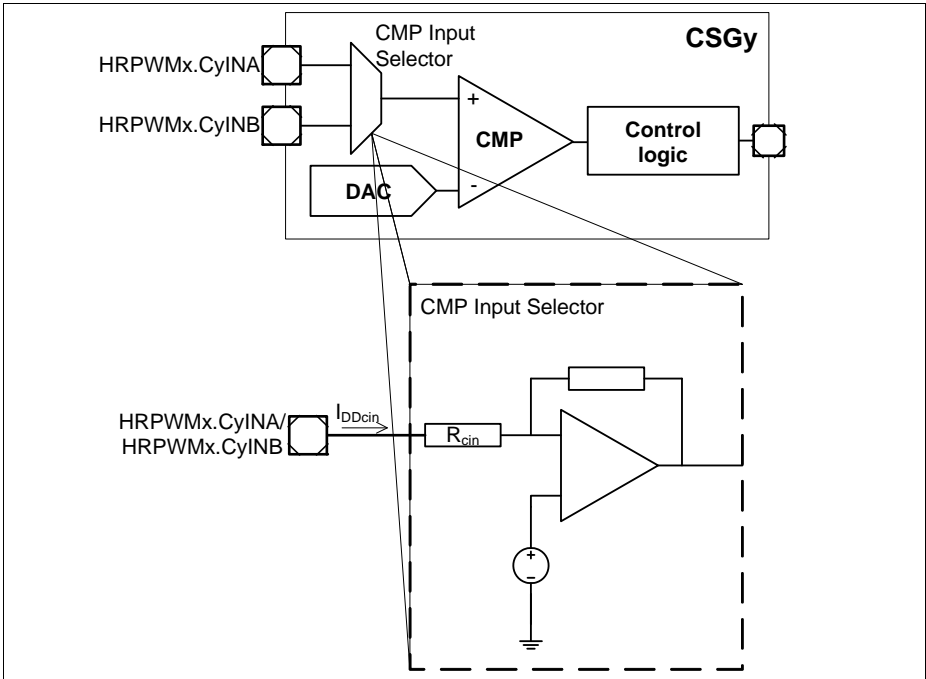 CMP Input
Selector
CSGy
HRPWMx.CyINA
HRPWMx.CyINB
+
CMP
-
Control
logic
DAC
CMP Input Selector
HRPWMx.CyINA/
HRPWMx.CyINB
IDDcin
Rcin
+
-